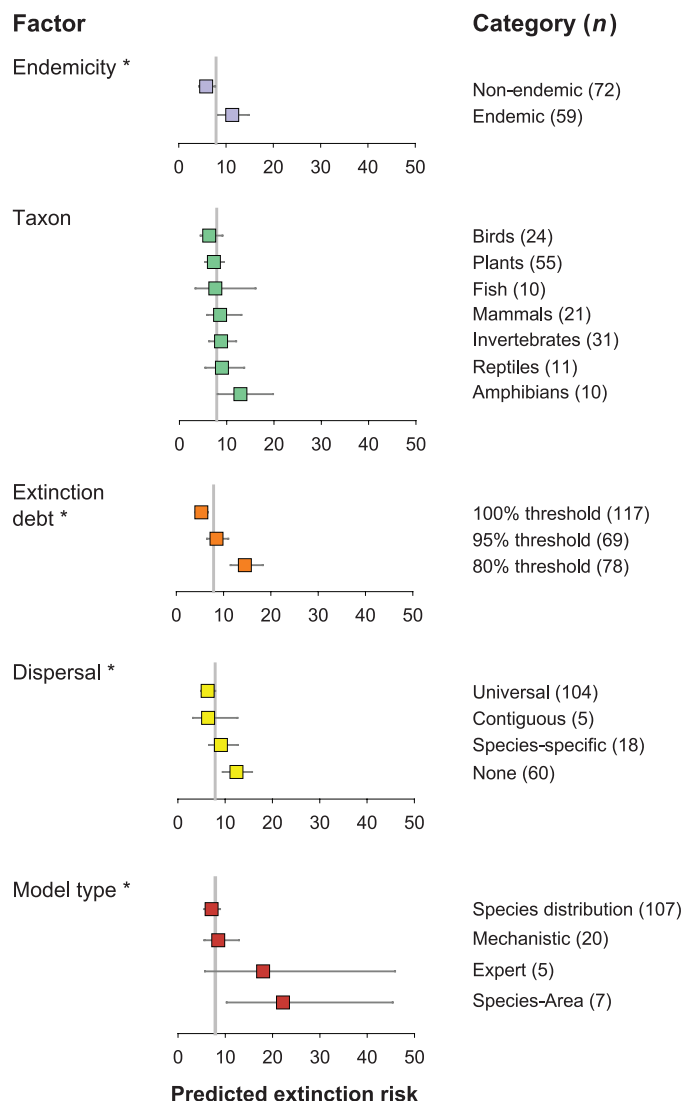 Factor Category (n)
Endemicity *
Non-endemic (72)
Endemic (59)
0 10 20 30 40 50
Taxon
Birds (24)
Plants (55)
Fish (10)
Mammals (21)
Invertebrates (31)
Reptiles (11)
Amphibians (10)
0 10 20 30 40 50
Extinction
debt *
100% threshold (117)
95% threshold (69)
80% threshold (78)
0 10 20 30 40 50
Dispersal *
Universal (104)
Contiguous (5)
Species-specific (18)
None (60)
0 10 20 30 40 50
Model type *
Species distribution (107)
Mechanistic (20)
Expert (5)
Species-Area (7)
0 10 20 30 40 50
Predicted extinction risk